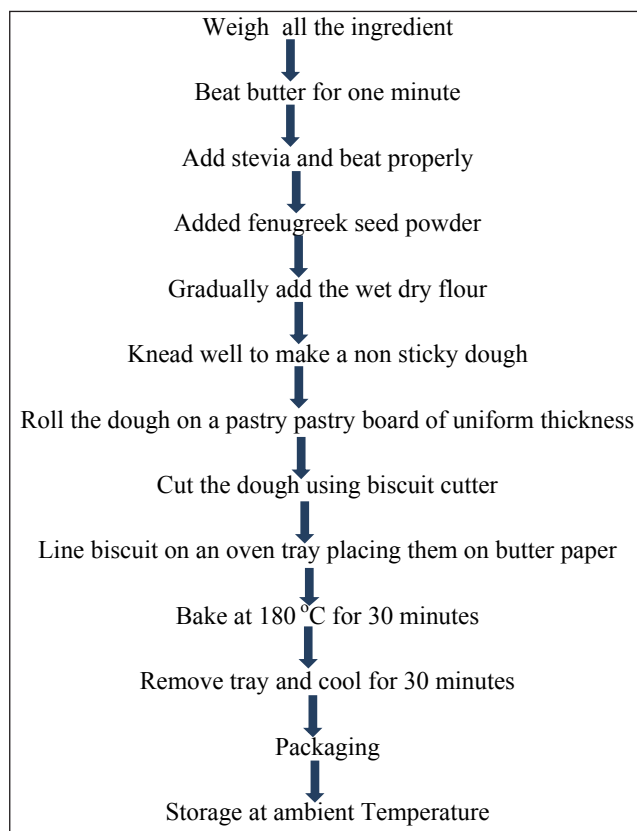 Weigh all the ingredient
Beat butter for one minute
Add stevia and beat properly
Added fenugreek seed powder
Gradually add the wet dry flour
Knead well to make a non sticky dough
Roll the dough on a pastry pastry board of uniform thickness
Cut the dough using biscuit cutter
Line biscuit on an oven tray placing them on butter paper
Bake at 180 °C for 30 minutes
Remove tray and cool for 30 minutes
Packaging
Storage at ambient Temperature